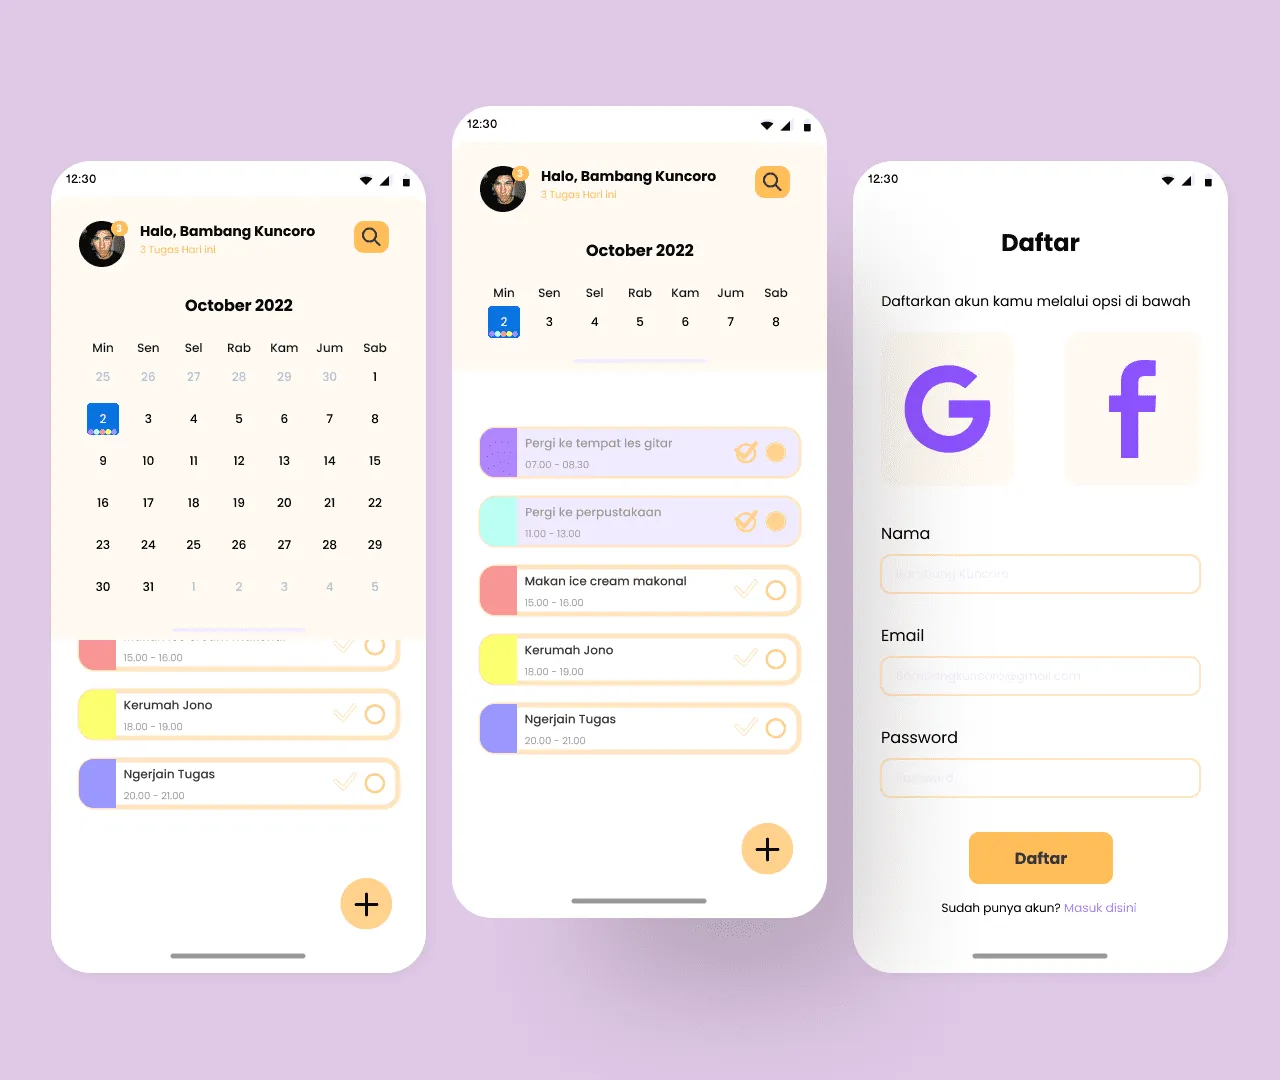 12:30
3
Halo, Bambang Kuncoro
3 Tugas Hari ini
October 2022
Min Sen Sel Rab Kam Jum Sab
25 26 27 28 29 30 1
2 3 4 5 6 7 8
9 10 11 12 13 14 15
16 17 18 19 20 21 22
23 24 25 26 27 28 29
30 31 1 2 3 4 5
15.00 - 16.00
Kerumah Jono
18.00 - 19.00
Ngerjain Tugas
20.00 - 21.00
12:30
3
Halo, Bambang Kuncoro
3 Tugas Hari ini
October 2022
Min Sen Sel Rab Kam Jum Sab
2 3 4 5 6 7 8
Pergi ke tempat les gitar
07.00 - 08.30
Pergi ke perpustakaan
11.00 - 13.00
Makan ice cream makonal
15.00 - 16.00
Kerumah Jono
18.00 - 19.00
Ngerjain Tugas
20.00 - 21.00
12:30
Daftar
Daftarkan akun kamu melalui opsi di bawah
G f
Nama
Bambang Kuncoro
Email
Bambangkuncoro@gmail.com
Password
Password
Daftar
Sudah punya akun? Masuk disini